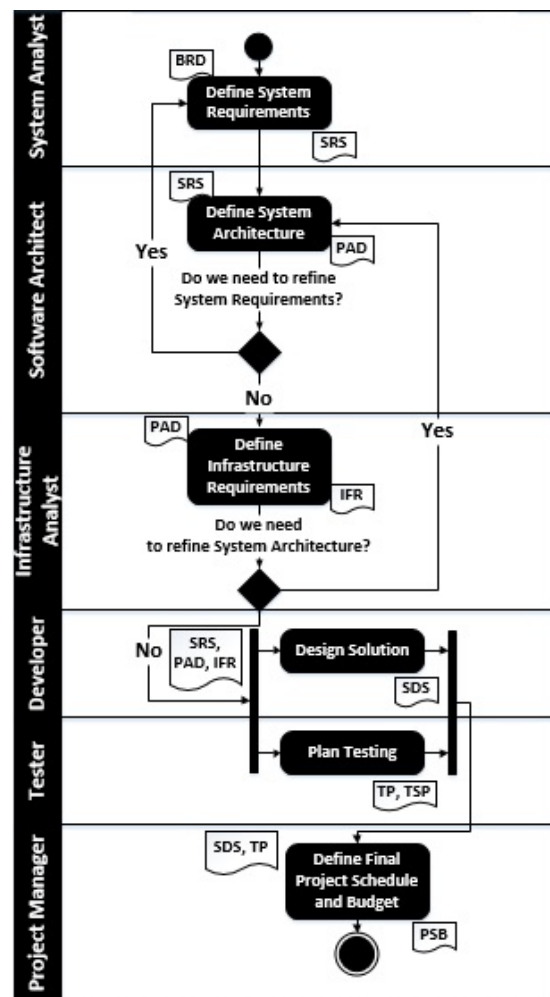 System Analyst
BRD
Define System
Requirements
SRS
Software Architect
SRS
Define System
Architecture
PAD
Yes
Do we need to refine
System Requirements?
No
Yes
Infrastructure
Analyst
PAD
Define
Infrastructure
Requirements
IFR
Do we need
to refine System Architecture?
Developer
No
SRS,
PAD, IFR
Design Solution
SDS
Tester
Plan Testing
TP, TSP
Project Manager
SDS, TP
Define Final
Project Schedule
and Budget
PSB